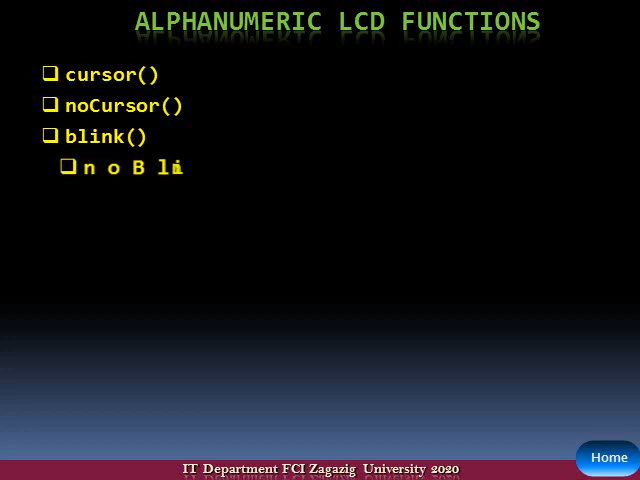 ALPHANUMERIC LCD FUNCTIONS
cursor()
noCursor()
blink()
Home
IT Department FCI Zagazig University 2020